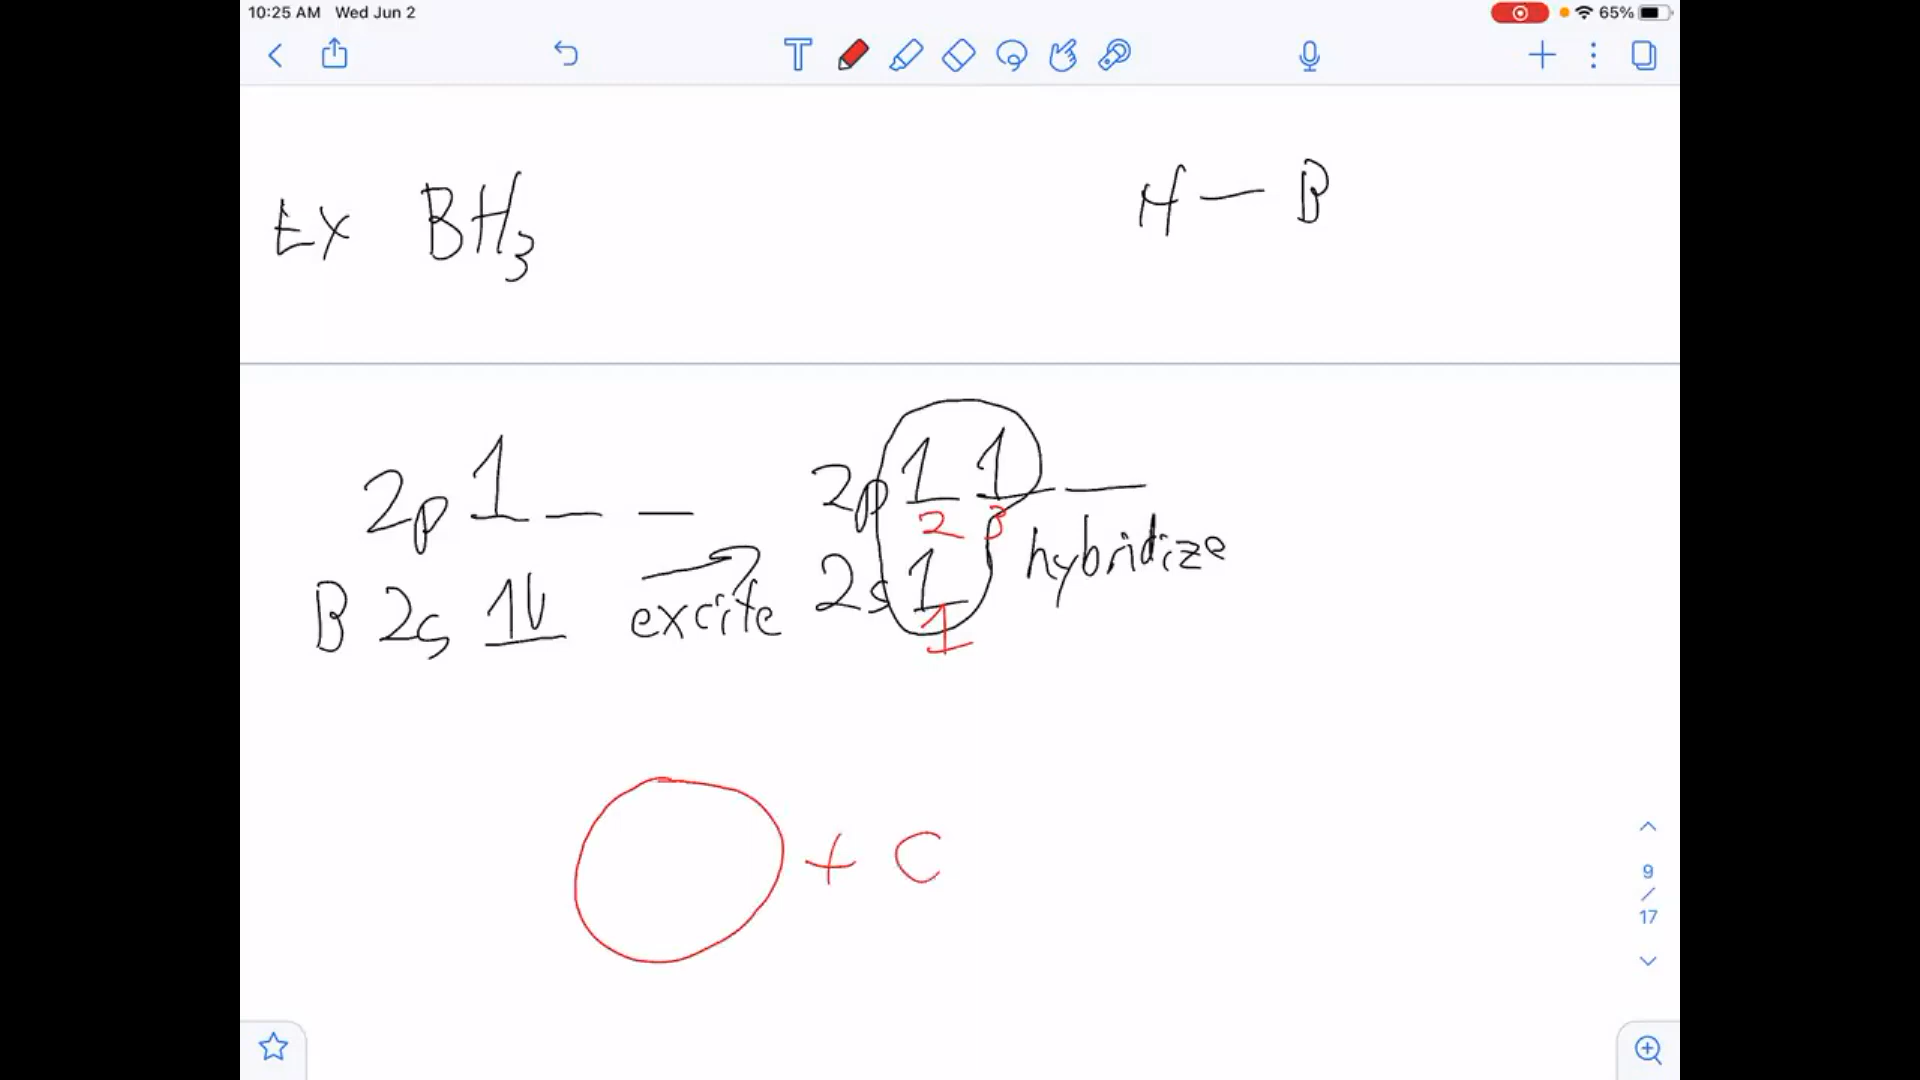 10:25 AM Wed Jun 2
65%
T
Ex BH3
H — B
2p 1 _ _
2p 1 1 _
2 3
hybridize
B 2s 1l
excite
2s 1
1
+ C
9
/
17